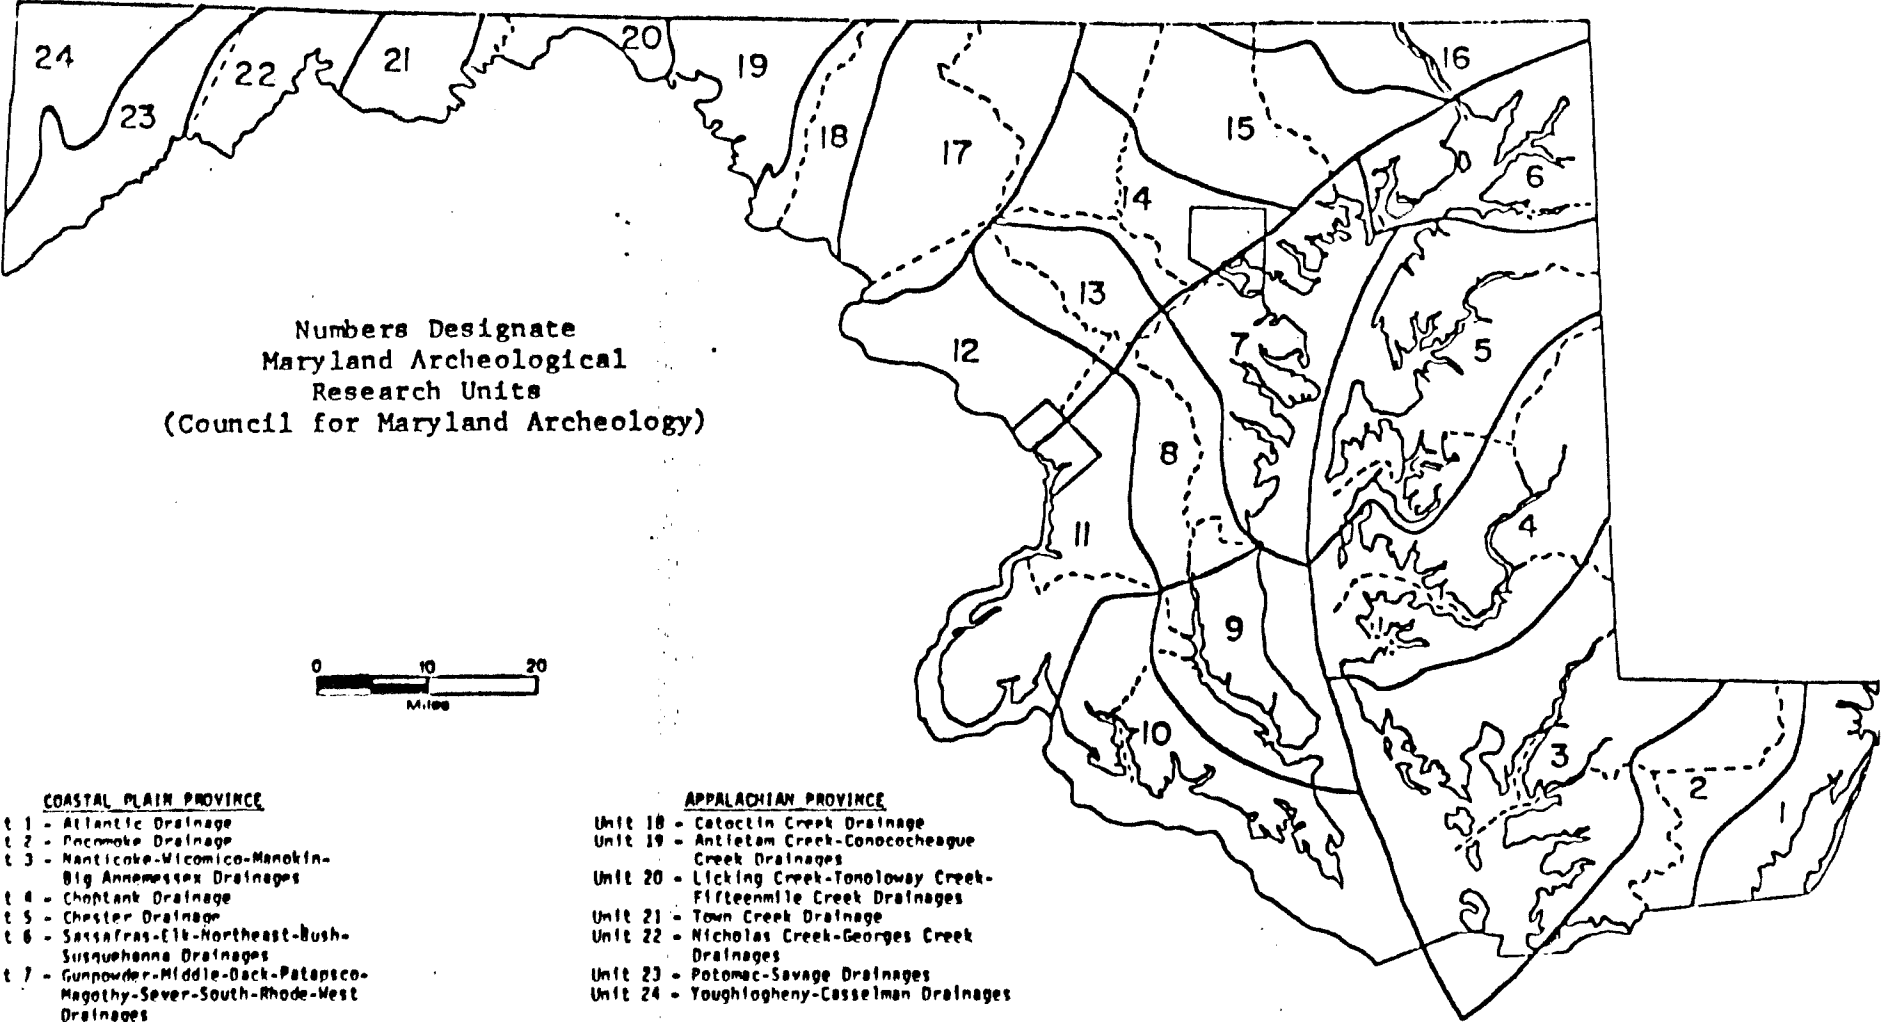 24
23
22
21
20
19
18
17
16
15
14
13
12
11
10
9
8
7
6
5
4
3
2
1
Numbers Designate
Maryland Archeological
Research Units
(Council for Maryland Archeology)
0 10 20
Miles
COASTAL PLAIN PROVINCE
t 1 - Atlantic Drainage
t 2 - Pocomoke Drainage
t 3 - Nanticoke-Wicomico-Manokin-
Big Annemessex Drainages
t 4 - Choptank Drainage
t 5 - Chester Drainage
t 6 - Sassafras-Elk-Northeast-Bush-
Susquehanna Drainages
t 7 - Gunpowder-Middle-Back-Patapsco-
Magothy-Sever-South-Rhode-West
Drainages
APPALACHIAN PROVINCE
Unit 18 - Catoctin Creek Drainage
Unit 19 - Antietam Creek-Conococheague
Creek Drainages
Unit 20 - Licking Creek-Tonoloway Creek-
Fifteenmile Creek Drainages
Unit 21 - Town Creek Drainage
Unit 22 - Nicholas Creek-Georges Creek
Drainages
Unit 23 - Potomac-Savage Drainages
Unit 24 - Youghiogheny-Casselman Drainages